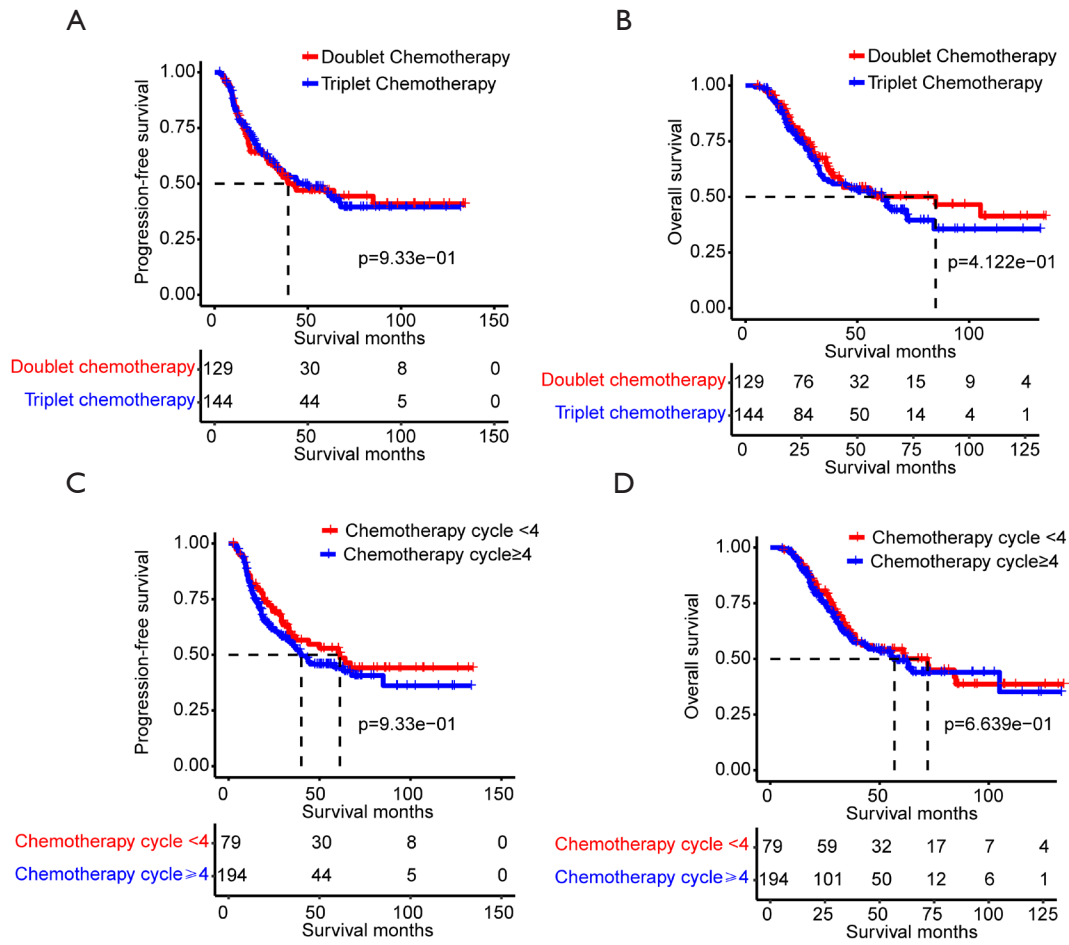 A
Doublet Chemotherapy
Triplet Chemotherapy
Progression-free survival
1.00
0.75
0.50
0.25
0.00
p=9.33e−01
0 50 100 150
Survival months
Doublet chemotherapy 129 30 8 0
Triplet chemotherapy 144 44 5 0
0 50 100 150
Survival months
B
Doublet Chemotherapy
Triplet Chemotherapy
Overall survival
1.00
0.75
0.50
0.25
0.00
p=4.122e−01
0 50 100
Survival months
Doublet chemotherapy 129 76 32 15 9 4
Triplet chemotherapy 144 84 50 14 4 1
0 25 50 75 100 125
Survival months
C
Chemotherapy cycle <4
Chemotherapy cycle≥4
Progression-free survival
1.00
0.75
0.50
0.25
0.00
p=9.33e−01
0 50 100 150
Survival months
Chemotherapy cycle <4 79 30 8 0
Chemotherapy cycle≥4 194 44 5 0
0 50 100 150
Survival months
D
Chemotherapy cycle <4
Chemotherapy cycle≥4
Overall survival
1.00
0.75
0.50
0.25
0.00
p=6.639e−01
0 50 100
Survival months
Chemotherapy cycle <4 79 59 32 17 7 4
Chemotherapy cycle≥4 194 101 50 12 6 1
0 25 50 75 100 125
Survival months